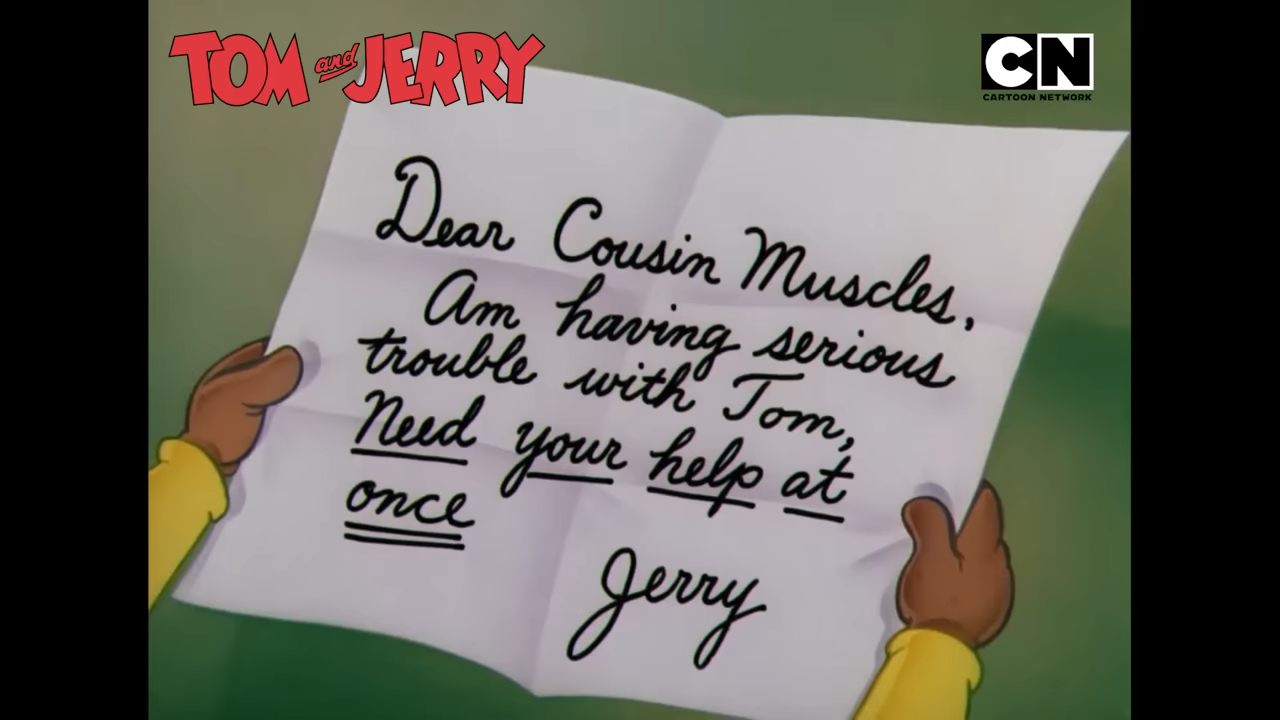 TOM and JERRY
CN
CARTOON NETWORK
Dear Cousin Muscles,
Am having serious
trouble with Tom,
Need your help at
once
Jerry